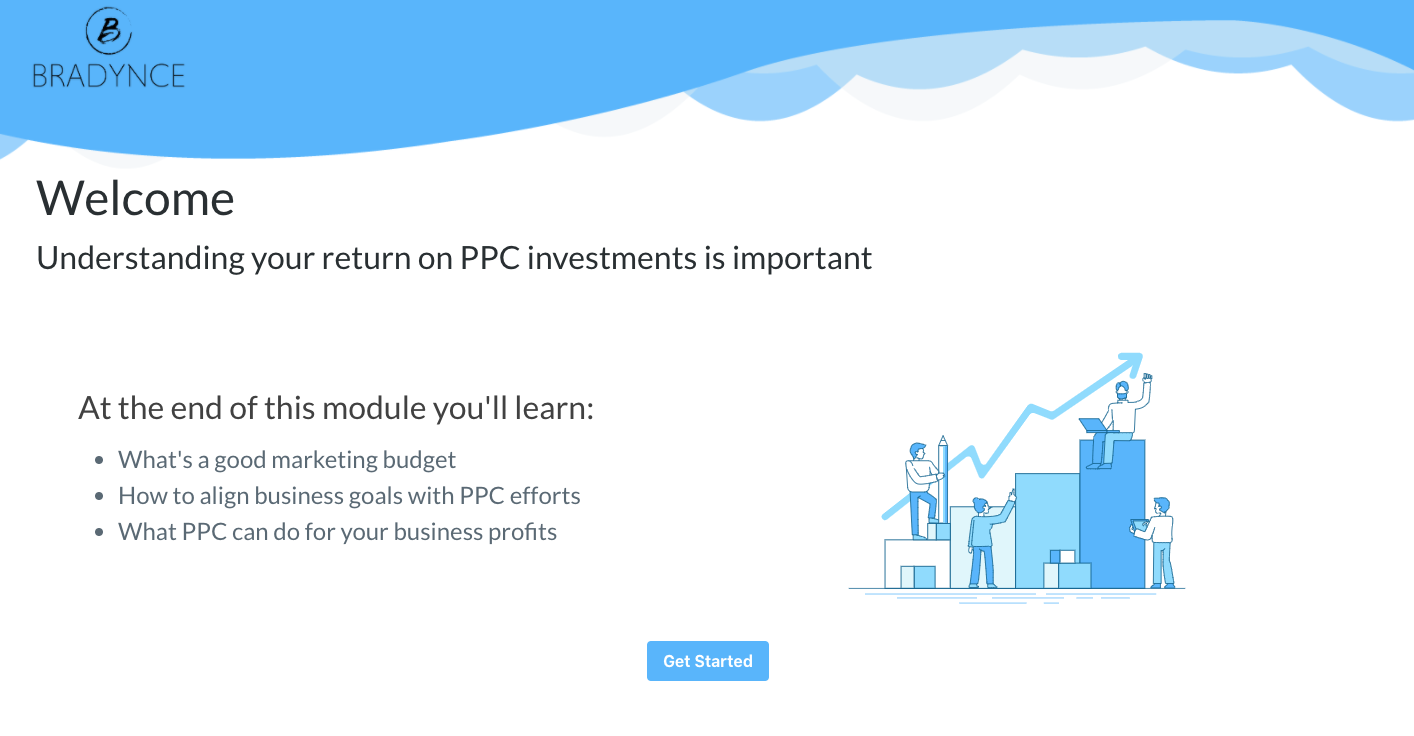 B
BRADYNCE
Welcome
Understanding your return on PPC investments is important
At the end of this module you'll learn:
• What's a good marketing budget
• How to align business goals with PPC efforts
• What PPC can do for your business profits
Get Started